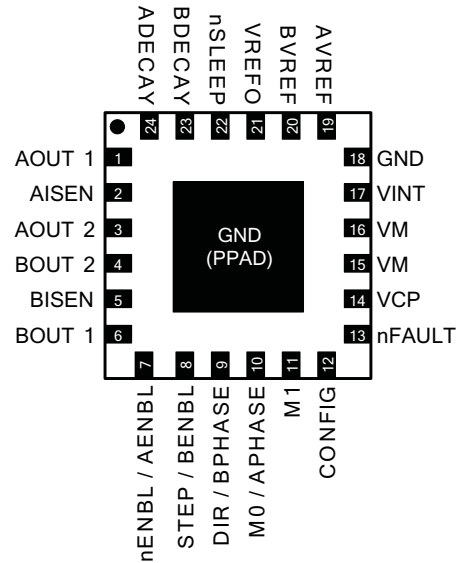 ADECAY
BDECAY
nSLEEP
VREFO
BVREF
AVREF
24
23
22
21
20
19
AOUT 1
1
18
GND
AISEN
2
17
VINT
AOUT 2
3
16
VM
GND
(PPAD)
BOUT 2
4
15
VM
BISEN
5
14
VCP
BOUT 1
6
13
nFAULT
7
8
9
10
11
12
nENBL / AENBL
STEP / BENBL
DIR / BPHASE
M0 / APHASE
M1
CONFIG